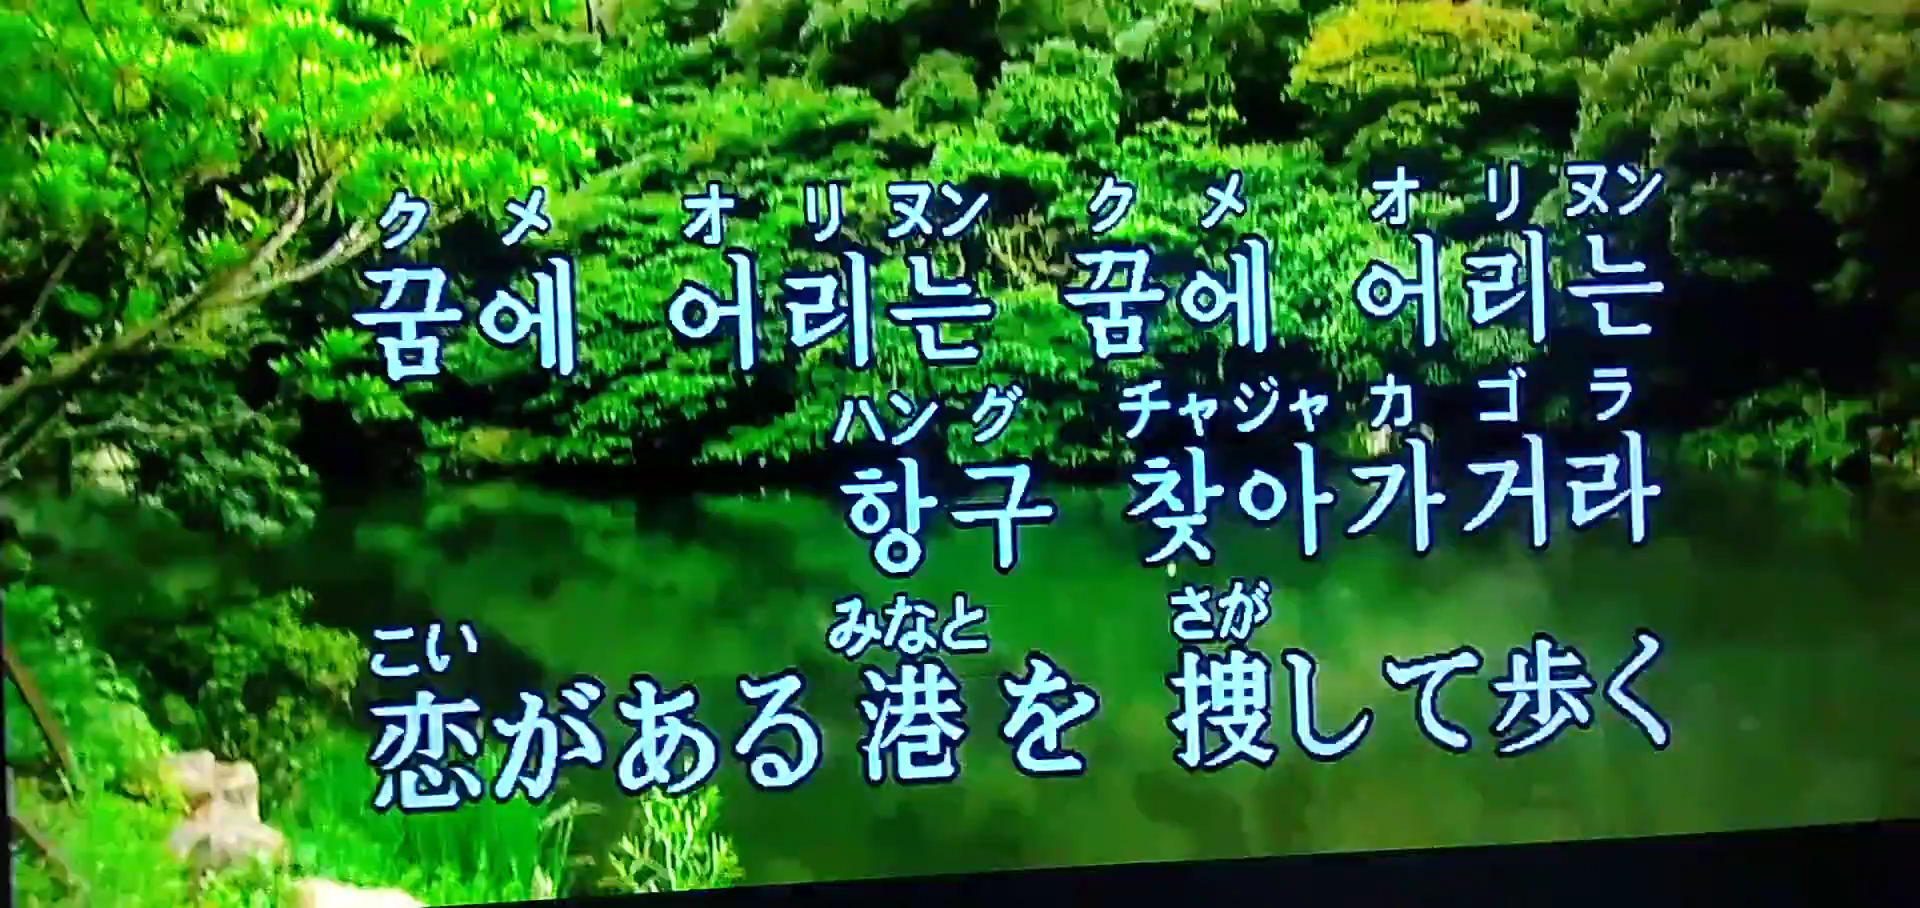 ク メ オ リ ヌン ク メ オ リ ヌン
꿈에 어리는 꿈에 어리는
ハン グ チャジャ カ ゴ ラ
항구 찾아가거라
こい みなと さが
恋がある港を 捜して歩く